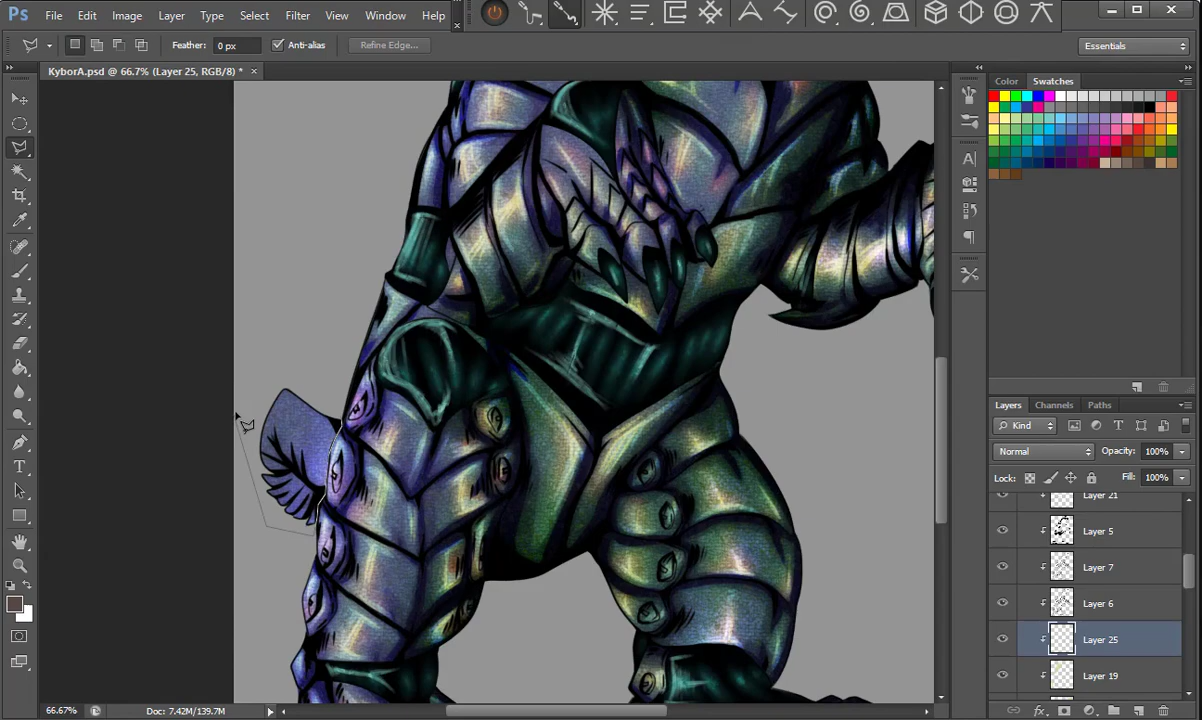 Ps File Edit Image Layer Type Select Filter View Window Help
Feather: 0 px Anti-alias Refine Edge... Essentials
KyborA.psd @ 66.7% (Layer 25, RGB/8) *
Color Swatches
Layers Channels Paths
Kind
Normal Opacity: 100%
Lock: Fill: 100%
Layer 21
Layer 5
Layer 7
Layer 6
Layer 25
Layer 19
66.67% Doc: 7.42M/139.7M